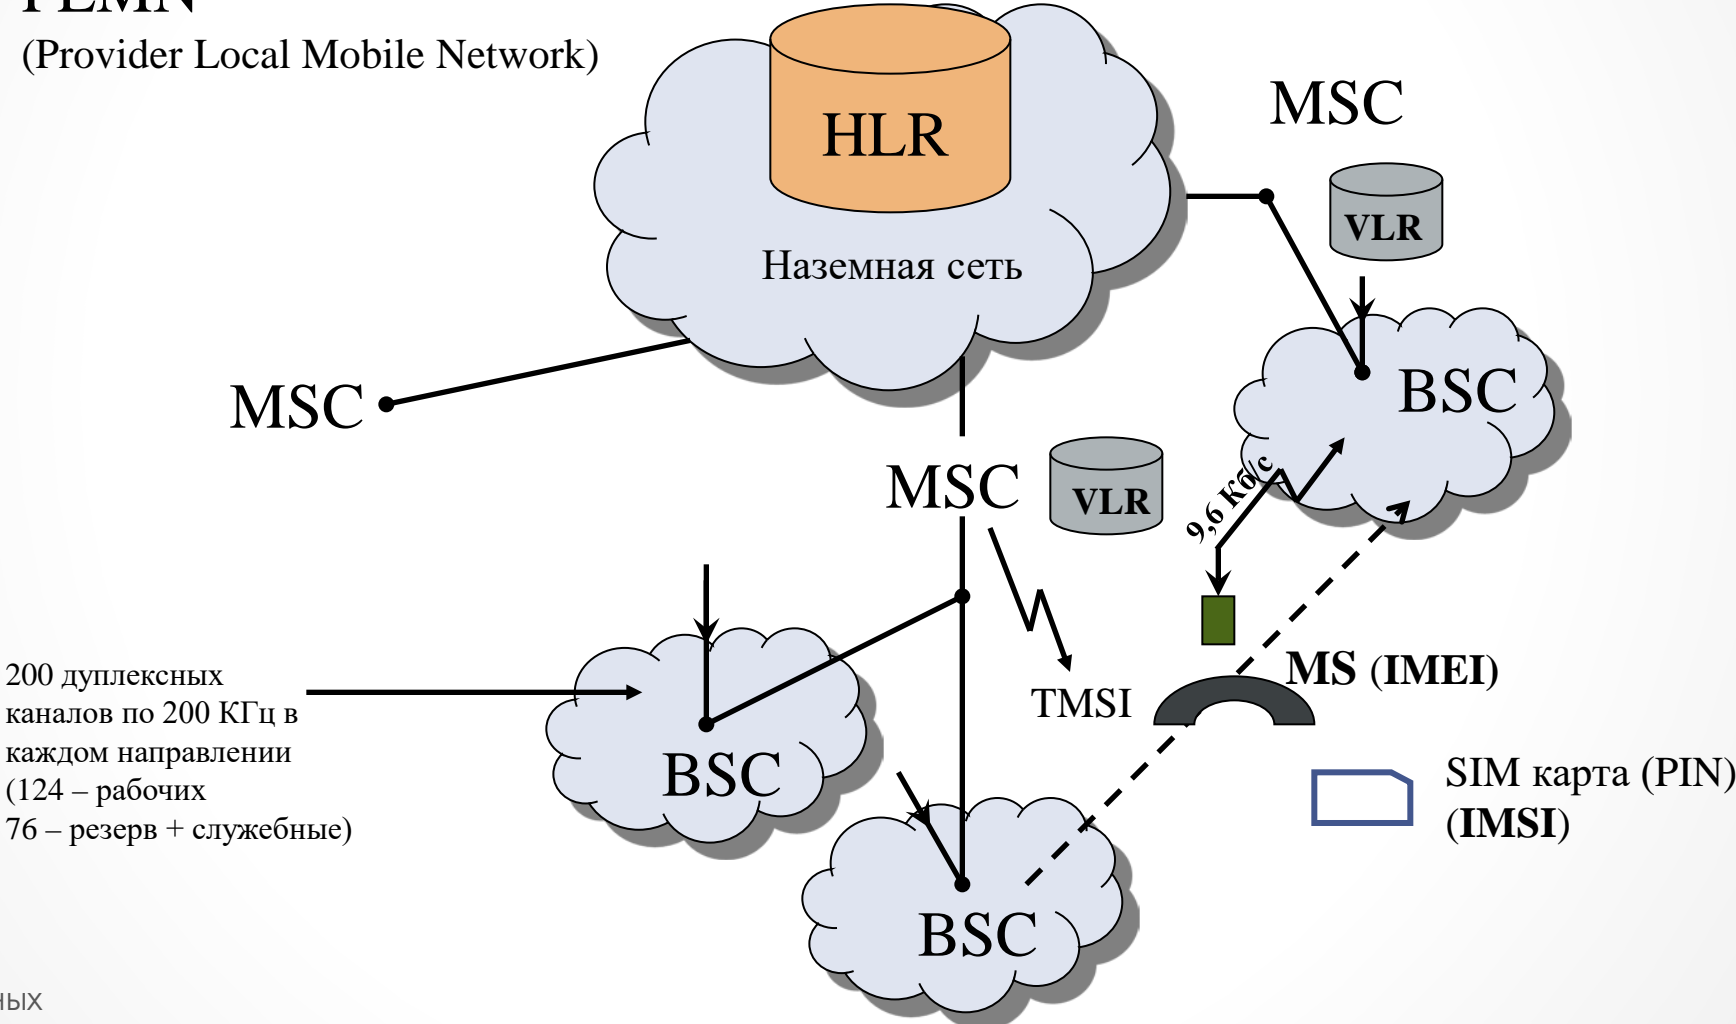 (Provider Local Mobile Network)
HLR
Наземная сеть
MSC
VLR
BSC
MSC
MSC
VLR
9,6 Кб/с
MS (IMEI)
TMSI
200 дуплексных
каналов по 200 КГц в
каждом направлении
(124 – рабочих
76 – резерв + служебные)
BSC
SIM карта (PIN)
(IMSI)
BSC